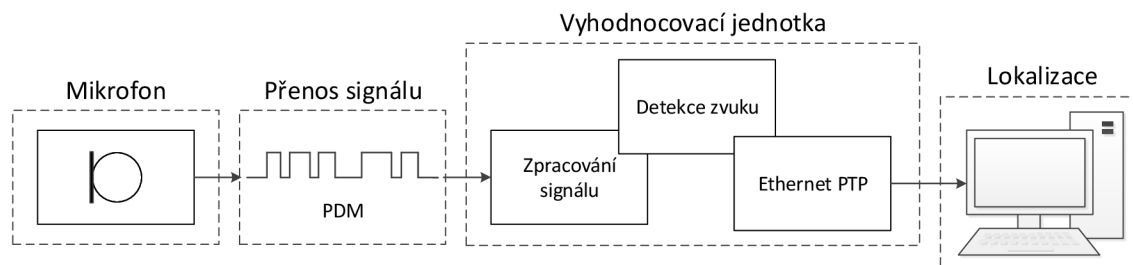 Vyhodnocovací jednotka
Mikrofon
Přenos signálu
Lokalizace
Detekce zvuku
Zpracování
signálu
Ethernet PTP
PDM